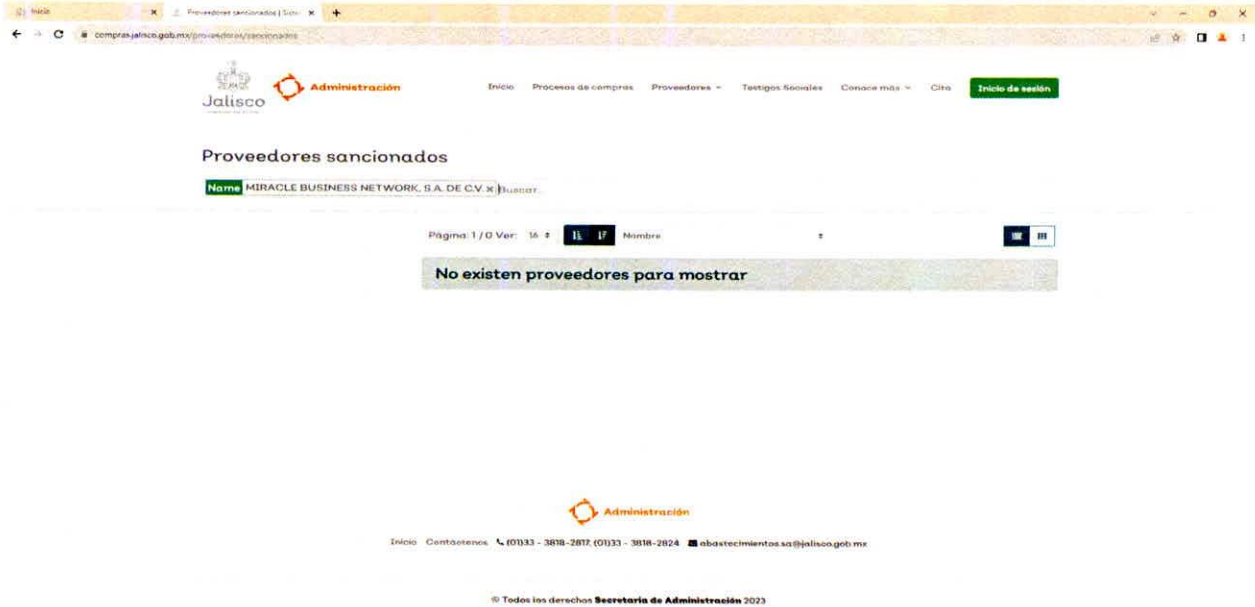 Inicio
Proveedores sancionados |
compras.jalisco.gob.mx/proveedores/sancionados
Jalisco
Administración
Inicio Procesos de compras Proveedores Testigos Sociales Conoce más Cita Inicio de sesión
Proveedores sancionados
Name MIRACLE BUSINESS NETWORK, S.A. DE C.V. x Buscar...
Página: 1 / 0 Ver: 16 Nombre
No existen proveedores para mostrar
Administración
Inicio Contáctenos (01)33 - 3818-2817, (01)33 - 3818-2824 abastecimientos.sa@jalisco.gob.mx
© Todos los derechos Secretaría de Administración 2023